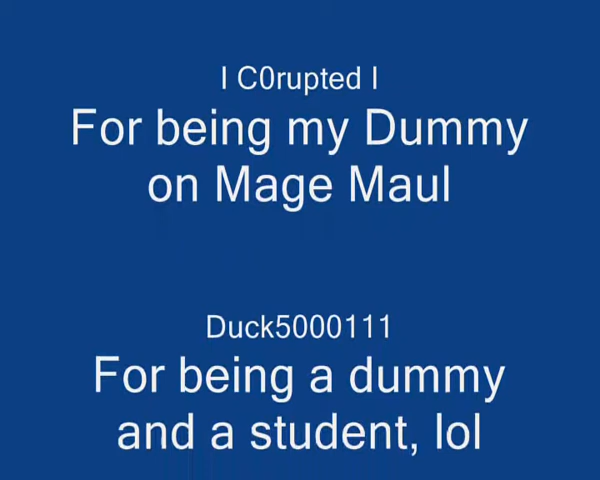 I C0rupted I
For being my Dummy
on Mage Maul
Duck5000111
For being a dummy
and a student, lol